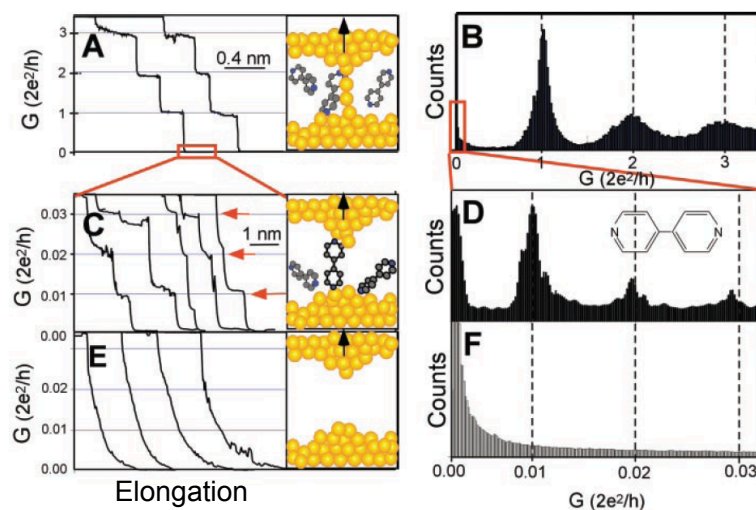 A
G (2e²/h)
3
2
1
0
0.4 nm
B
Counts
0
1
2
3
G (2e²/h)
C
G (2e²/h)
0.03
0.02
0.01
1 nm
D
Counts
N
N
E
G (2e²/h)
0.00
0.02
0.01
0.00
Elongation
F
Counts
0.00
0.01
0.02
0.03
G (2e²/h)